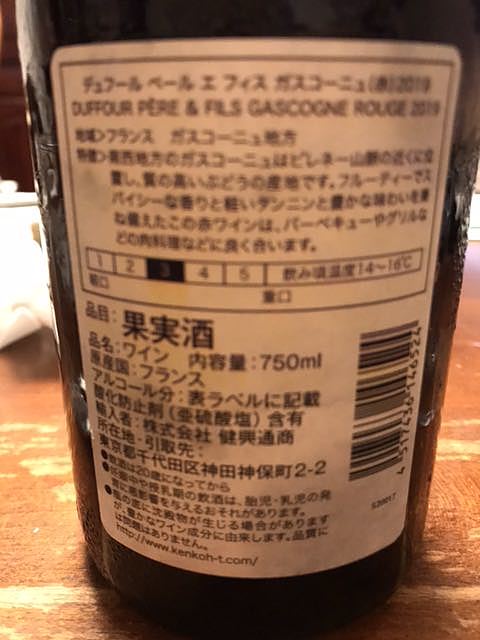 デュフール ペール エ フィス ガスコーニュ(赤)2019
DUFFOUR PÈRE & FILS GASCOGNE ROUGE 2019
地域>フランス ガスコーニュ地方
特徴>南西地方のガスコーニュはピレネー山脈の近くに位
置し、質の高いぶどうの産地です。フルーティーでス
パイシーな香りと軽いタンニンと豊かな味わいを兼
ね備えたこの赤ワインは、バーベキューやグリルな
どの肉料理などに良く合います。
1 2 3 4 5 飲み頃温度14~16℃
軽口 重口
品目: 果実酒
品名:ワイン 内容量:750ml
原産国:フランス
アルコール分:表ラベルに記載
酸化防止剤(亜硫酸塩)含有
輸入者:株式会社 健興通商
所在地・引取先:
東京都千代田区神田神保町2-2
●飲酒は20歳になってから
●妊娠中や授乳期の飲酒は、胎児・乳児の発
育に悪影響を与えるおそれがあります。
●瓶の底に沈殿物が生じる場合があります
が、豊かなワイン成分に由来します。品質に
は問題はありません。
http://www.kenkoh-t.com/